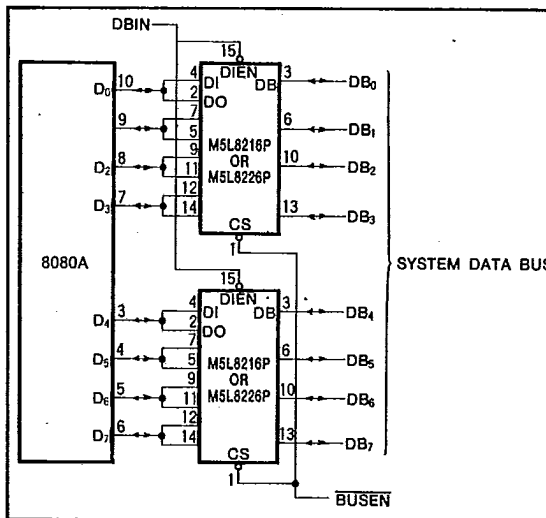 DBIN
15
DIEN
D0 10
4 DI
2 DO
DB 3 DB0
9
7
5
6 DB1
D2 8
9
11
M5L8216P
OR
M5L8226P
10 DB2
D3 7
12
14
13 DB3
CS
1
8080A
SYSTEM DATA BUS
15
DIEN
D4 3
4 DI
2 DO
DB 3 DB4
D5 4
7
5
6 DB5
M5L8216P
OR
M5L8226P
D6 5
9
11
10 DB6
D7 6
12
14
13 DB7
CS
1
BUSEN